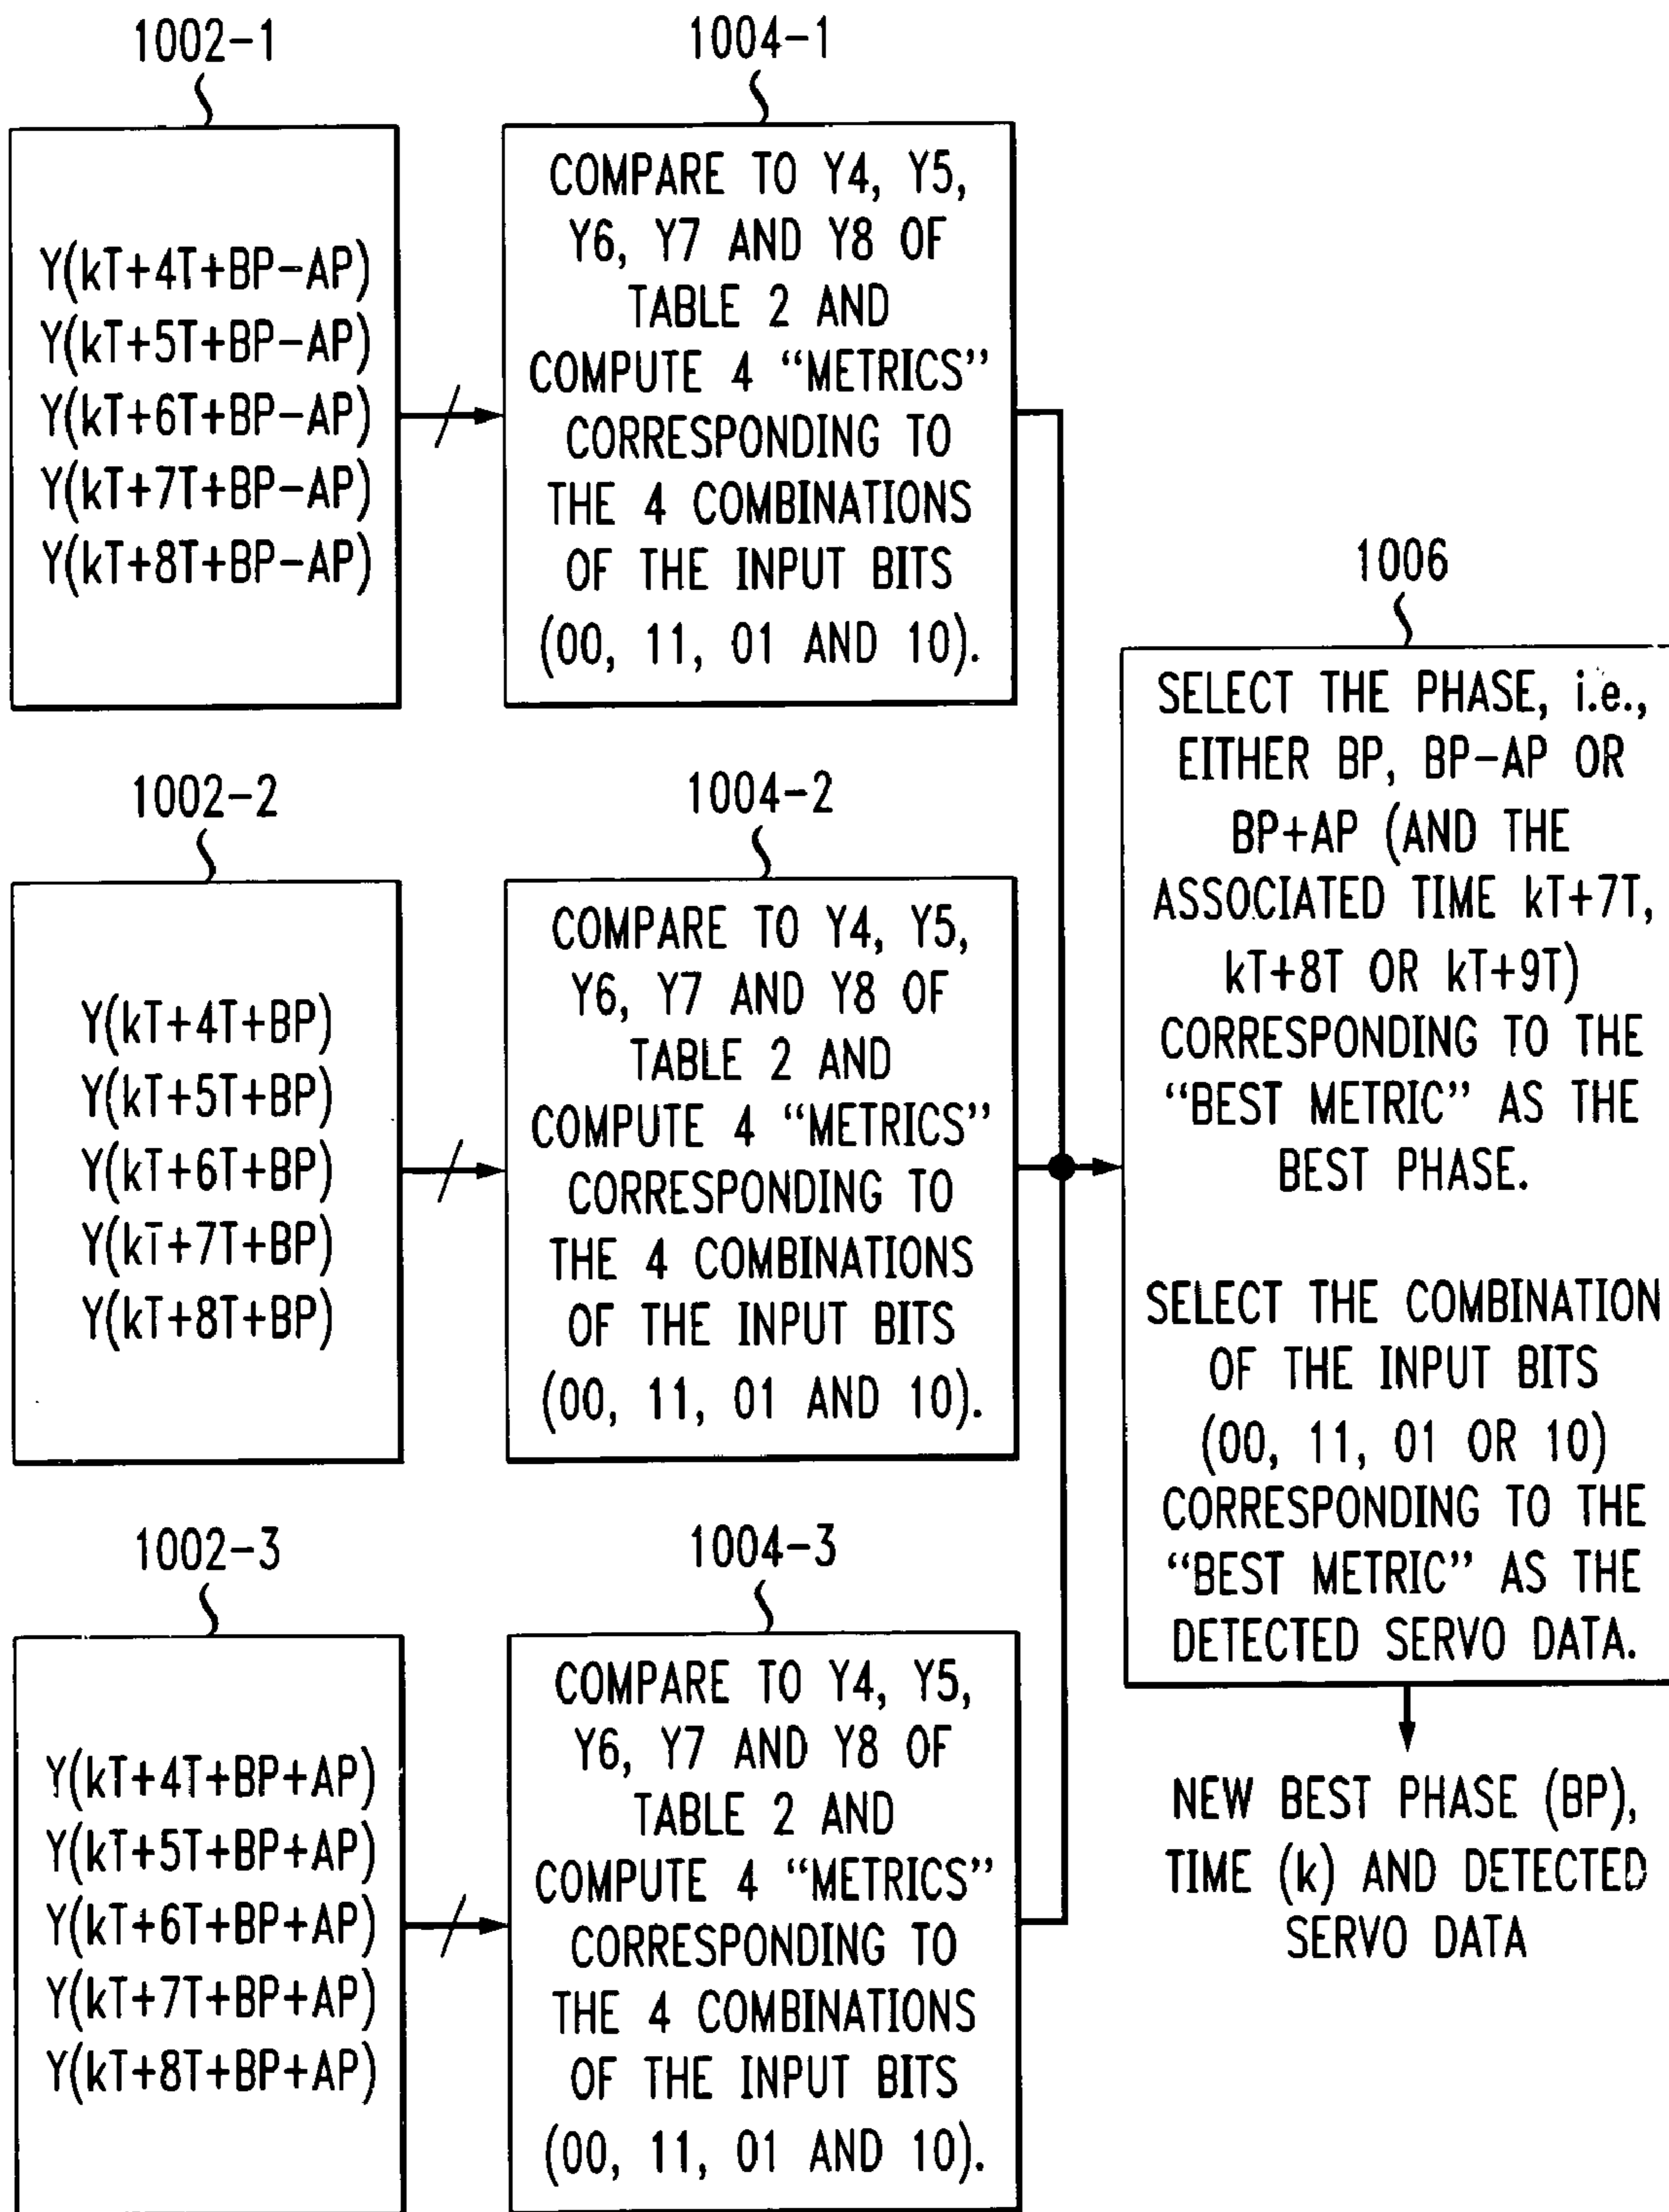 1002-1
Y(kT+4T+BP-AP)
Y(kT+5T+BP-AP)
Y(kT+6T+BP-AP)
Y(kT+7T+BP-AP)
Y(kT+8T+BP-AP)
1004-1
COMPARE TO Y4, Y5,
Y6, Y7 AND Y8 OF
TABLE 2 AND
COMPUTE 4 “METRICS”
CORRESPONDING TO
THE 4 COMBINATIONS
OF THE INPUT BITS
(00, 11, 01 AND 10).
1002-2
Y(kT+4T+BP)
Y(kT+5T+BP)
Y(kT+6T+BP)
Y(kT+7T+BP)
Y(kT+8T+BP)
1004-2
COMPARE TO Y4, Y5,
Y6, Y7 AND Y8 OF
TABLE 2 AND
COMPUTE 4 “METRICS”
CORRESPONDING TO
THE 4 COMBINATIONS
OF THE INPUT BITS
(00, 11, 01 AND 10).
1002-3
Y(kT+4T+BP+AP)
Y(kT+5T+BP+AP)
Y(kT+6T+BP+AP)
Y(kT+7T+BP+AP)
Y(kT+8T+BP+AP)
1004-3
COMPARE TO Y4, Y5,
Y6, Y7 AND Y8 OF
TABLE 2 AND
COMPUTE 4 “METRICS”
CORRESPONDING TO
THE 4 COMBINATIONS
OF THE INPUT BITS
(00, 11, 01 AND 10).
1006
SELECT THE PHASE, i.e.,
EITHER BP, BP-AP OR
BP+AP (AND THE
ASSOCIATED TIME kT+7T,
kT+8T OR kT+9T)
CORRESPONDING TO THE
“BEST METRIC” AS THE
BEST PHASE.
SELECT THE COMBINATION
OF THE INPUT BITS
(00, 11, 01 OR 10)
CORRESPONDING TO THE
“BEST METRIC” AS THE
DETECTED SERVO DATA.
NEW BEST PHASE (BP),
TIME (k) AND DETECTED
SERVO DATA